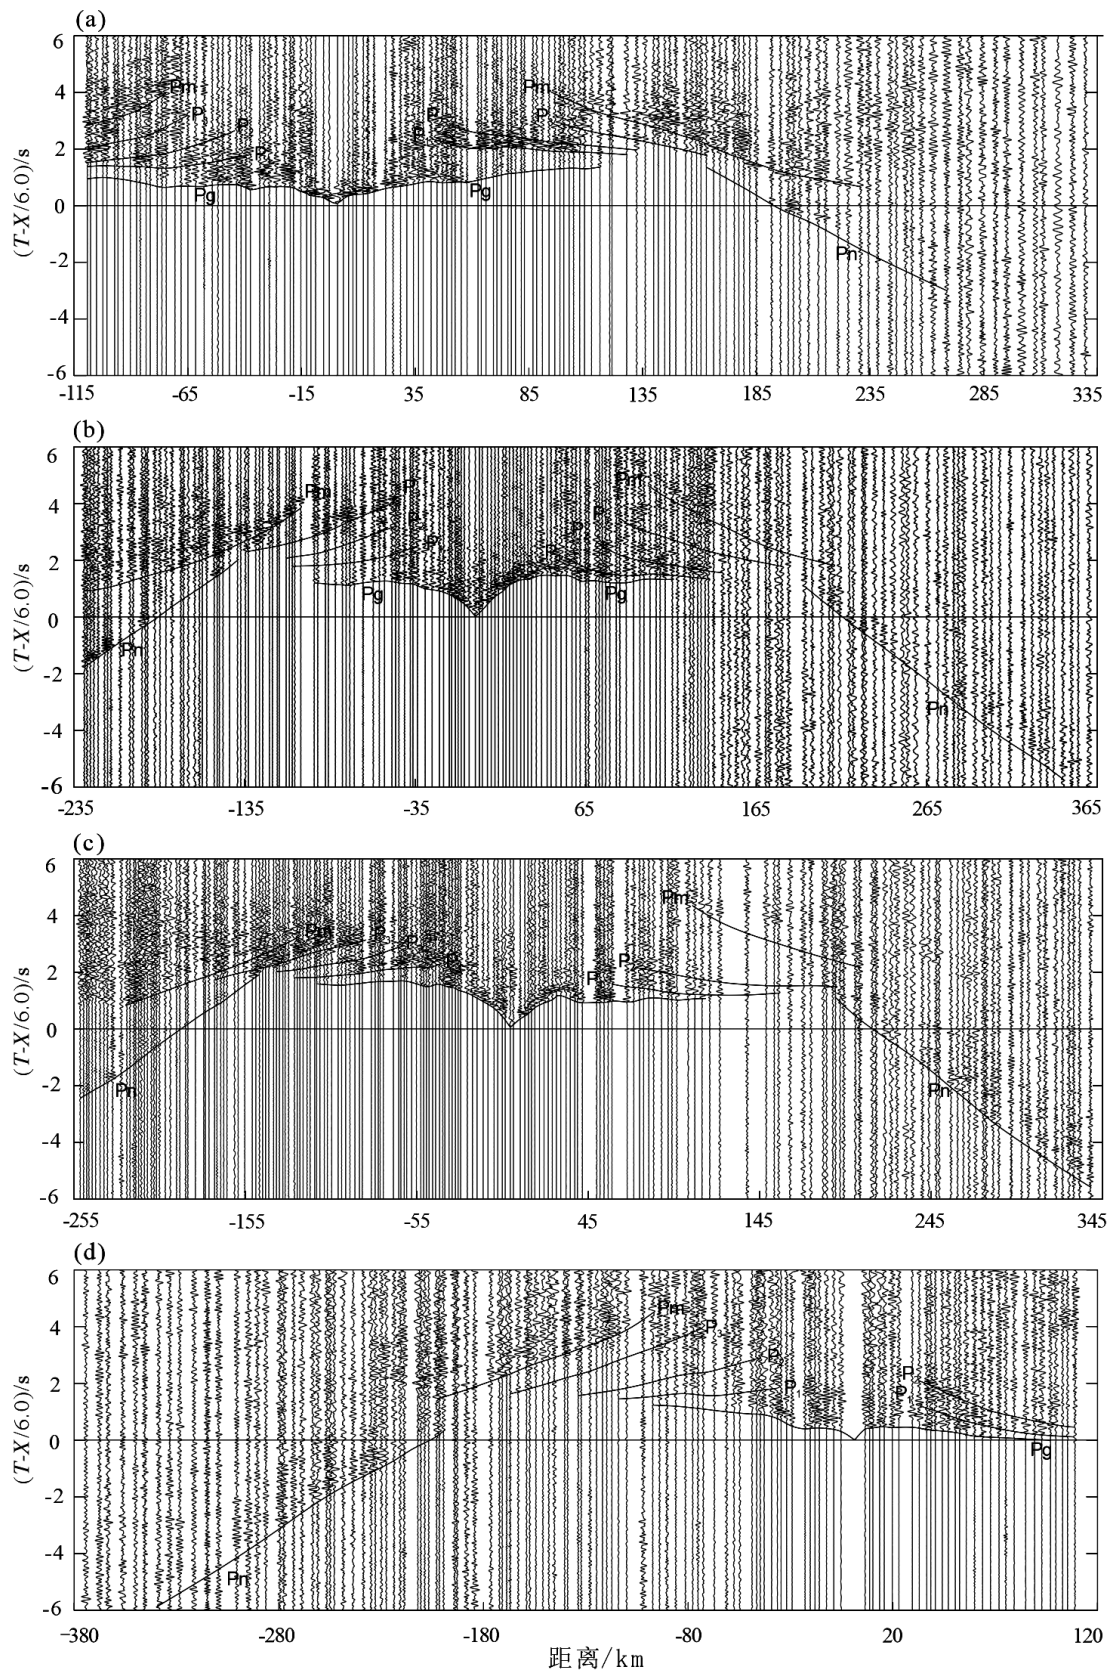 (a)
6
4
2
0
-2
-4
-6
(T-X/6.0)/s
Pm
P
P
P
Pg
P
P
Pm
P
Pg
Pn
-115 -65 -15 35 85 135 185 235 285 335
(b)
6
4
2
0
-2
-4
-6
(T-X/6.0)/s
Pm
P
P
P
Pg
Pn
Pm
P
P
P
Pg
Pn
-235 -135 -35 65 165 265 365
(c)
6
4
2
0
-2
-4
-6
(T-X/6.0)/s
Pm
P
P
P
Pn
Pm
P
P
Pn
-255 -155 -55 45 145 245 345
(d)
6
4
2
0
-2
-4
-6
(T-X/6.0)/s
Pm
P
P
P
Pn
P
P
Pg
-380 -280 -180 -80 20 120
距离/km